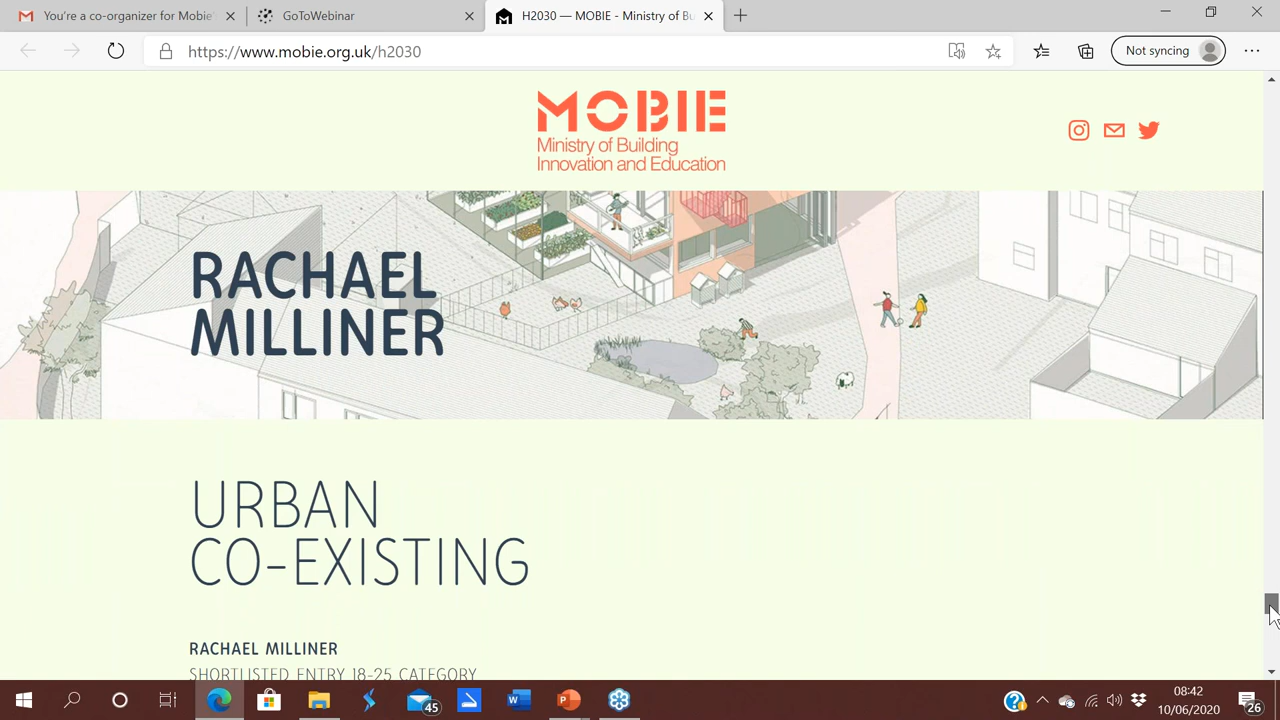 You're a co-organizer for Mobie'
GoToWebinar
H2030 — MOBIE - Ministry of Bu
https://www.mobie.org.uk/h2030
Not syncing
MOBIE
Ministry of Building
Innovation and Education
RACHAEL
MILLINER
URBAN
CO-EXISTING
RACHAEL MILLINER
SHORTLISTED ENTRY 18-25 CATEGORY
45
08:42
10/06/2020
26